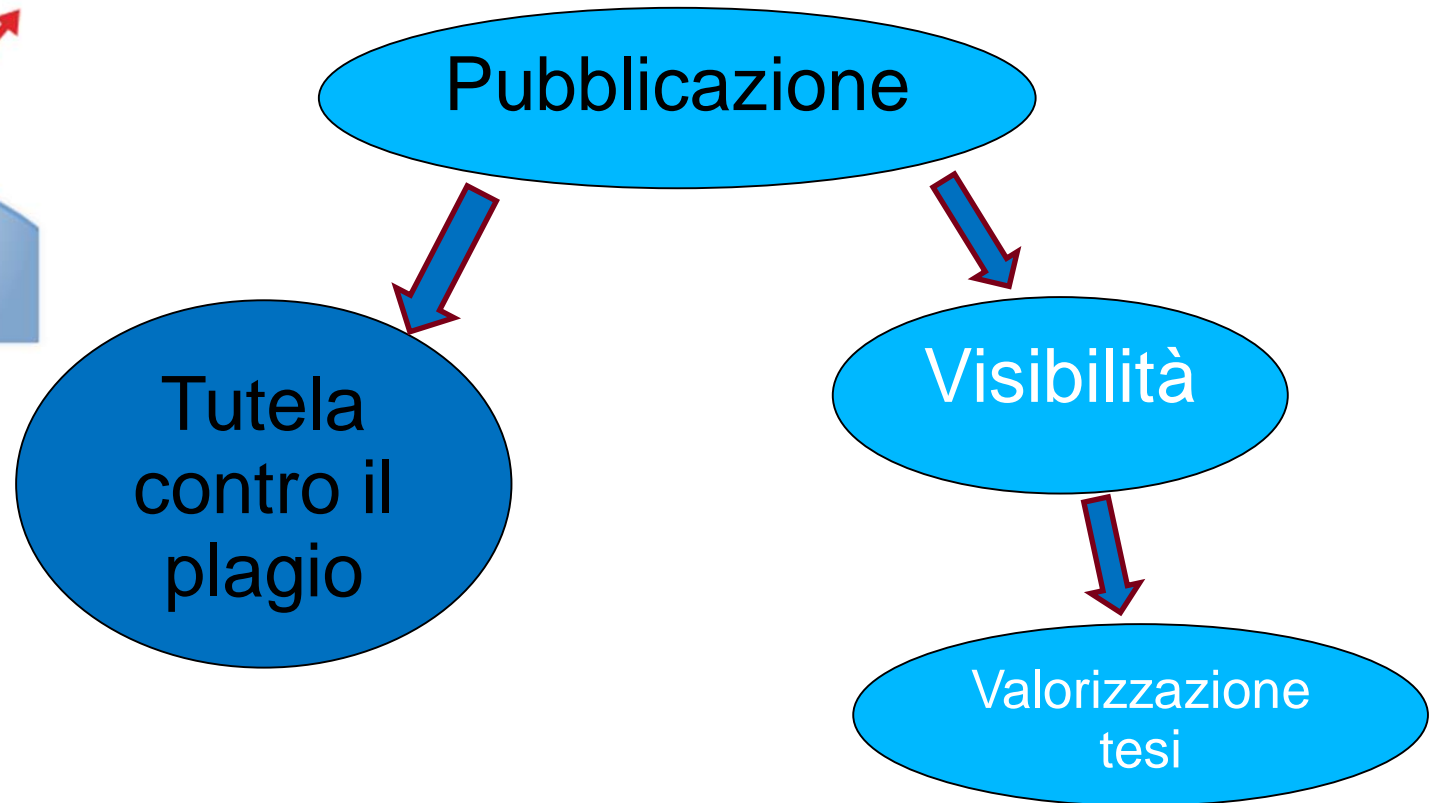 Pubblicazione
Tutela
contro il
plagio
Visibilità
Valorizzazione
tesi